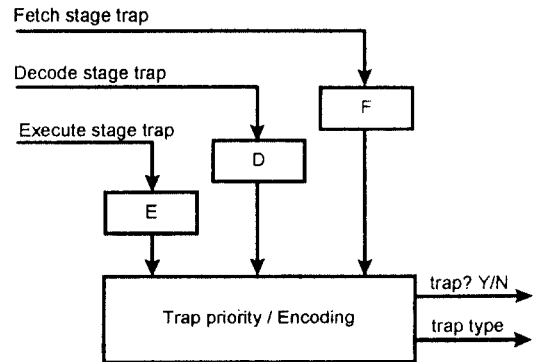 Fetch stage trap
Decode stage trap
F
Execute stage trap
D
E
trap? Y/N
Trap priority / Encoding
trap type